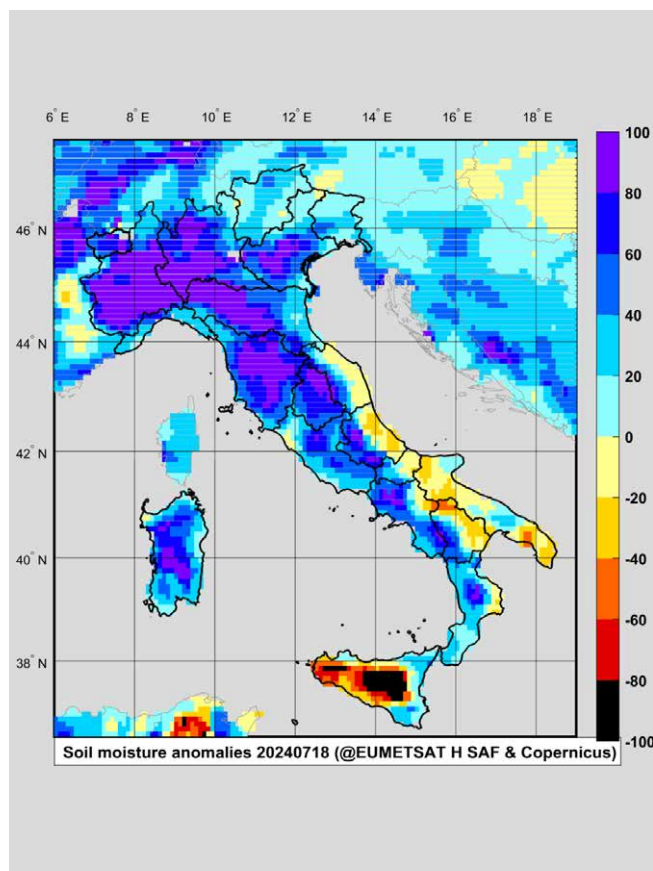 6° E 8° E 10° E 12° E 14° E 16° E 18° E
100
80
60
46° N
40
44° N
20
0
42° N
-20
40° N
-40
-60
38° N
-80
-100
Soil moisture anomalies 20240718 (@EUMETSAT H SAF & Copernicus)